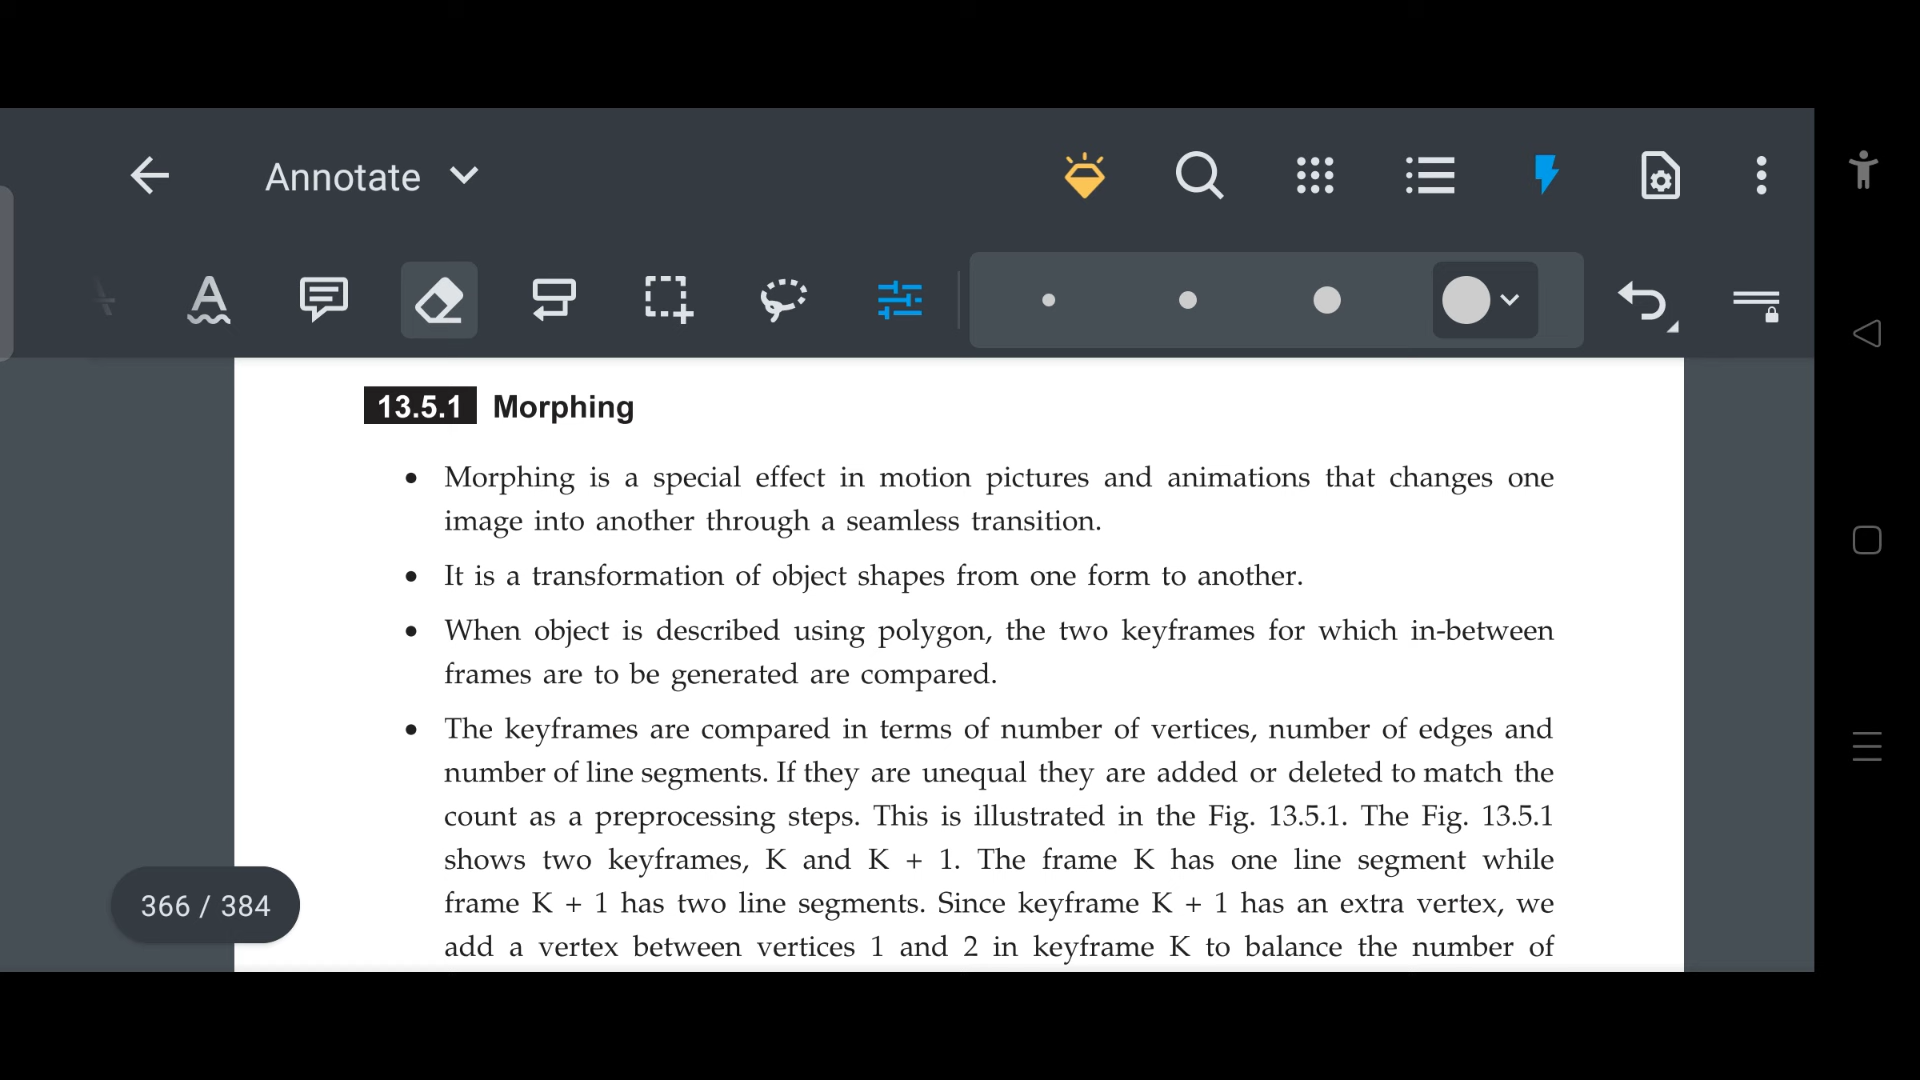 Annotate
13.5.1 Morphing
• Morphing is a special effect in motion pictures and animations that changes one
image into another through a seamless transition.
• It is a transformation of object shapes from one form to another.
• When object is described using polygon, the two keyframes for which in-between
frames are to be generated are compared.
• The keyframes are compared in terms of number of vertices, number of edges and
number of line segments. If they are unequal they are added or deleted to match the
count as a preprocessing steps. This is illustrated in the Fig. 13.5.1. The Fig. 13.5.1
shows two keyframes, K and K + 1. The frame K has one line segment while
frame K + 1 has two line segments. Since keyframe K + 1 has an extra vertex, we
add a vertex between vertices 1 and 2 in keyframe K to balance the number of
366 / 384